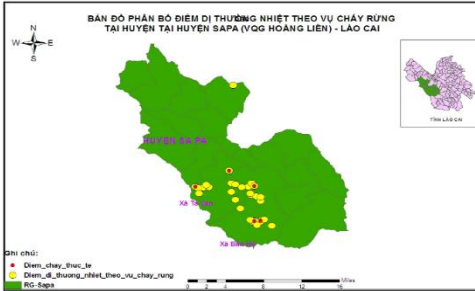 BẢN ĐỒ PHÂN BỐ ĐIỂM DỊ THƯỜNG NHIỆT THEO VỤ CHÁY RỪNG
TẠI HUYỆN TẠI HUYỆN SAPA (VQG HOÀNG LIÊN) - LÀO CAI
N
W
E
S
TỈNH LÀO CAI
HUYỆN SA PA
Xã Tả Van
Xã Bản Hồ
Ghi chú:
Diem_chay_thuc_te
Diem_di_thuong_nhiet_theo_vu_chay_rung
RG-Sapa
Miles
0 2 4 8 12 16